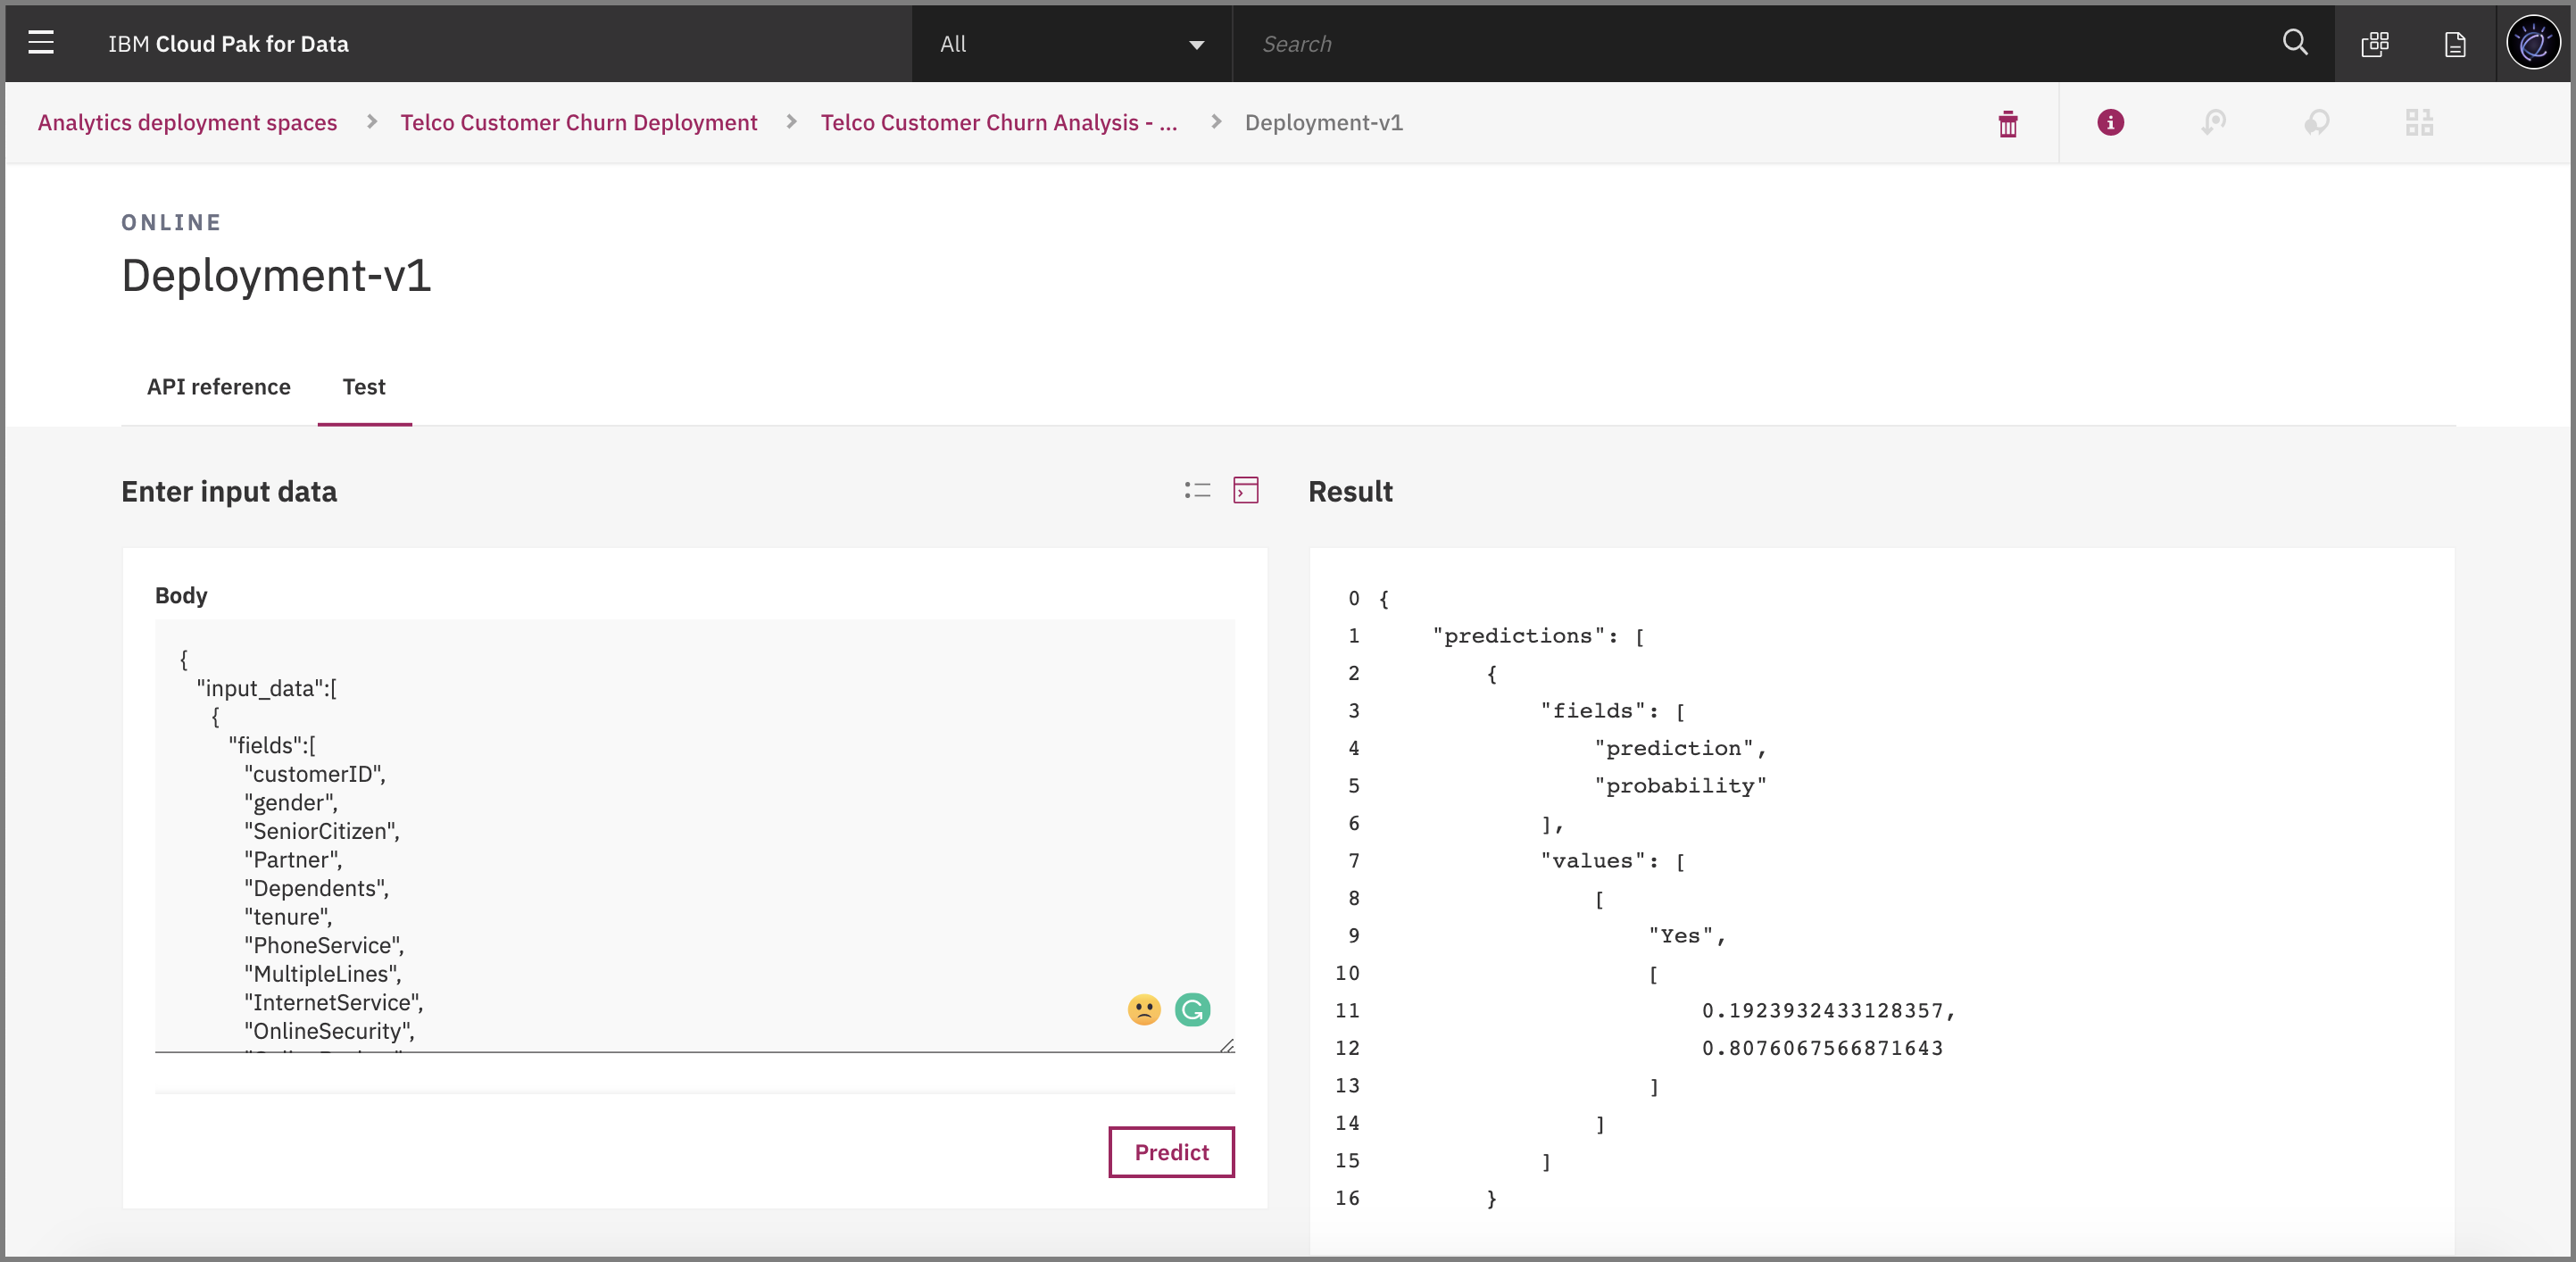 IBM Cloud Pak for Data
All
Search
Analytics deployment spaces > Telco Customer Churn Deployment > Telco Customer Churn Analysis - ... > Deployment-v1
ONLINE
Deployment-v1
API reference Test
Enter input data
Body
{
"input_data":[
{
"fields":[
"customerID",
"gender",
"SeniorCitizen",
"Partner",
"Dependents",
"tenure",
"PhoneService",
"MultipleLines",
"InternetService",
"OnlineSecurity",
Predict
Result
0 {
1 "predictions": [
2 {
3 "fields": [
4 "prediction",
5 "probability"
6 ],
7 "values": [
8 [
9 "Yes",
10 [
11 0.1923932433128357,
12 0.8076067566871643
13 ]
14 ]
15 ]
16 }